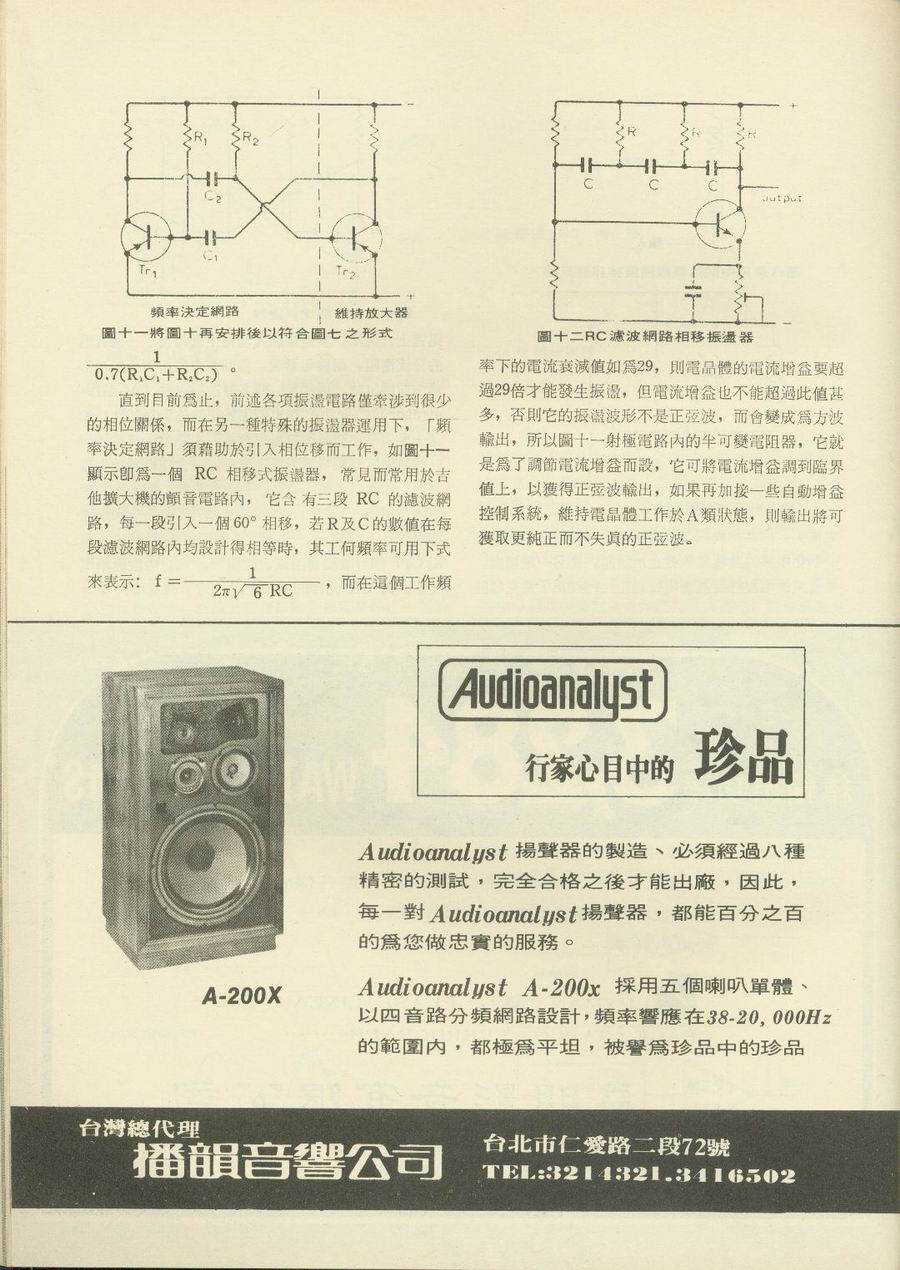 R₁
R₂
C₂
C₁
Tr₁
Tr₂
頻率決定網路
維持放大器
圖十一將圖十再安排後以符合圖七之形式
1
0.7(R₁C₁+R₂C₂) 。
直到目前爲止，前述各項振盪電路僅牽涉到很少
的相位關係，而在另一種特殊的振盪器運用下，「頻
率決定網路」須藉助於引入相位移而工作，如圖十一
顯示卽爲一個 RC 相移式振盪器， 常見而常用於吉
他擴大機的顫音電路內， 它含有三段 RC 的濾波網
路，每一段引入一個60°相移，若R及C的數值在每
段濾波網路內均設計得相等時，其工何頻率可用下式
來表示： f = 1 / 2π√6 RC ，而在這個工作頻
R
R
R
C
C
C
output
圖十二RC濾波網路相移振盪器
率下的電流衰減値如爲29，則電品體的電流增益要超
過29倍才能發生振盪，但電流增益也不能超過此値甚
多，否則它的振盪波形不是正弦波，而會變成爲方波
輸出，所以圖十一射極電路內的半可變電阻器，它就
是爲了調節電流增益而設，它可將電流增益調到臨界
値上，以獲得正弦波輸出，如果再加接一些自動增益
控制系統，維持電晶體工作於A類狀態，則輸出將可
獲取更純正而不失眞的正弦波。
Audioanalyst
行家心目中的 珍品
Audioanalyst 揚聲器的製造、必須經過八種
精密的測試，完全合格之後才能出廠，因此，
每一對Audioanalyst揚聲器，都能百分之百
的爲您做忠實的服務。
A-200X
Audioanalyst A-200x 採用五個喇叭單體、
以四音路分頻網路設計，頻率響應在38-20,000Hz
的範圍內，都極爲平坦，被譽爲珍品中的珍品
台灣總代理
播韻音響公司
台北市仁愛路二段72號
TEL:3214321.3416502